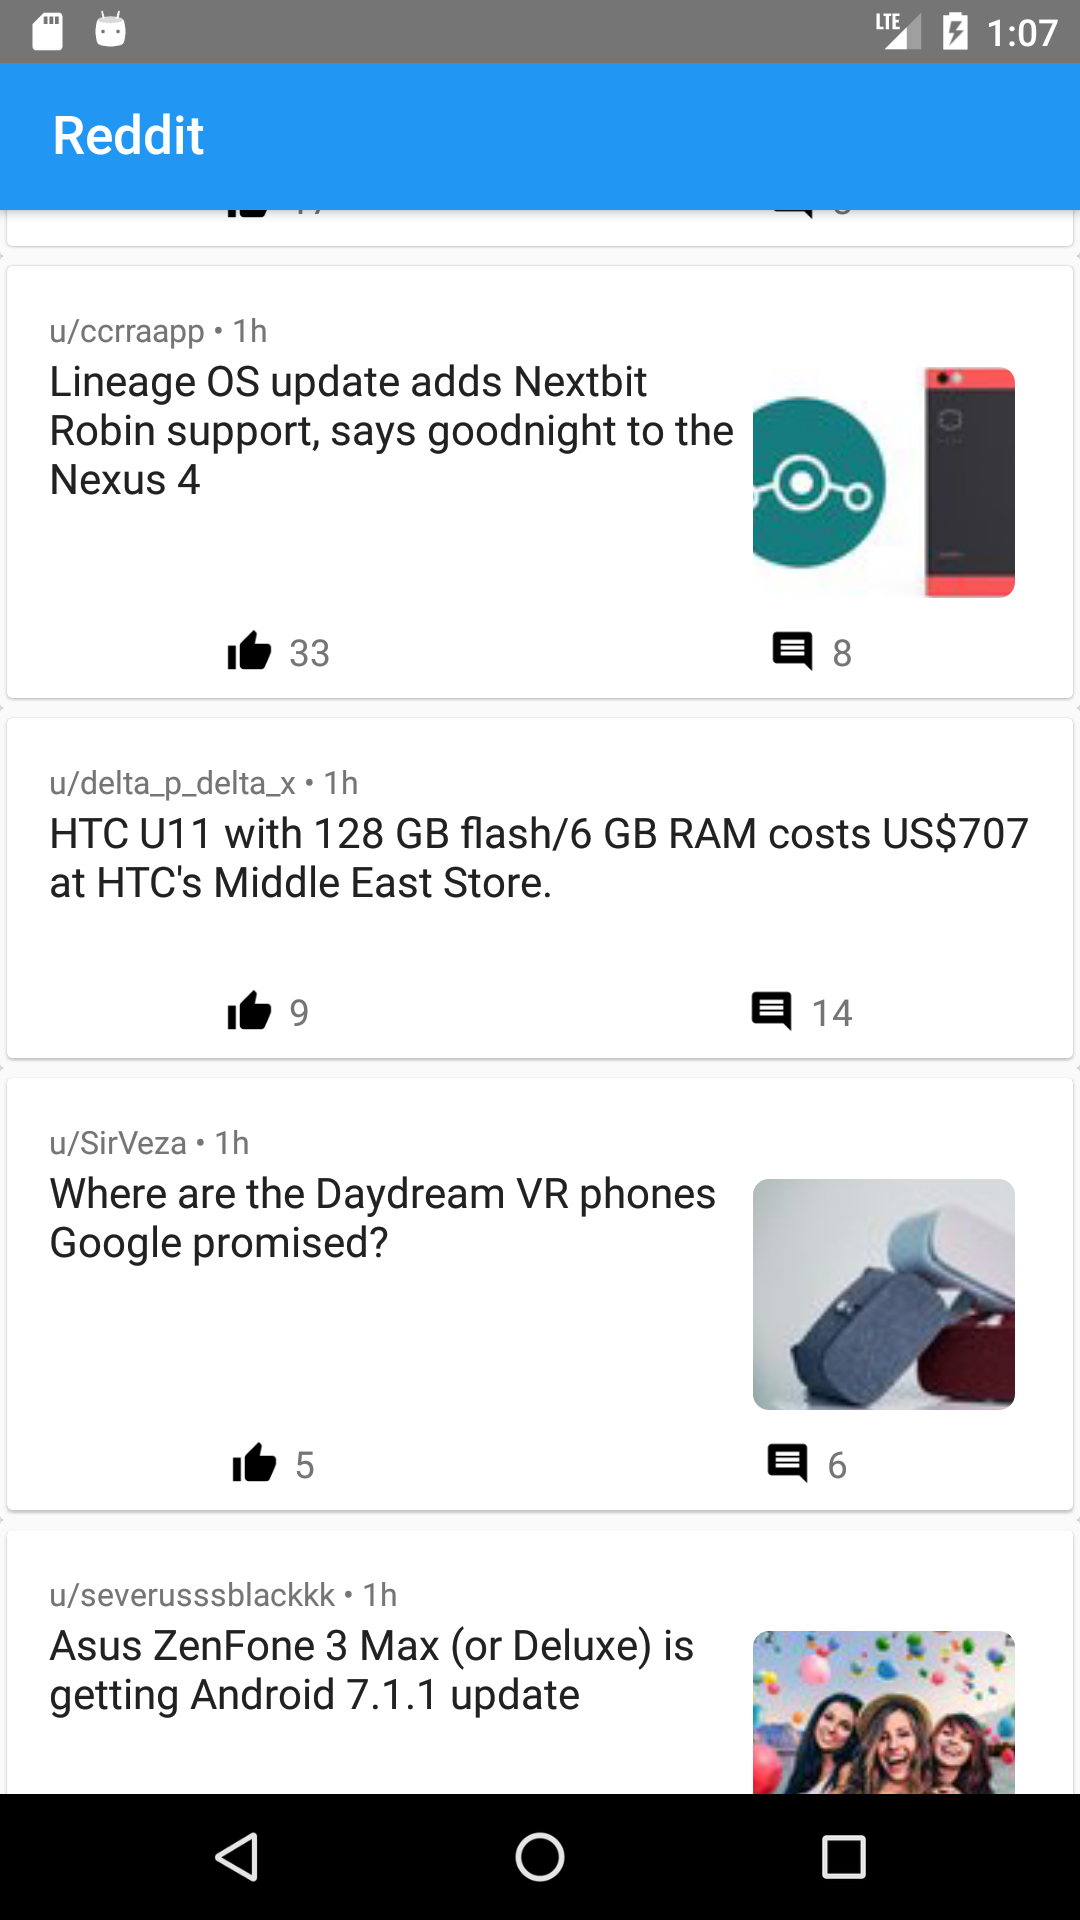 LTE 1:07
Reddit
u/ccrraapp • 1h
Lineage OS update adds Nextbit
Robin support, says goodnight to the
Nexus 4
33 8
u/delta_p_delta_x • 1h
HTC U11 with 128 GB flash/6 GB RAM costs US$707
at HTC's Middle East Store.
9 14
u/SirVeza • 1h
Where are the Daydream VR phones
Google promised?
5 6
u/severusssblackkk • 1h
Asus ZenFone 3 Max (or Deluxe) is
getting Android 7.1.1 update